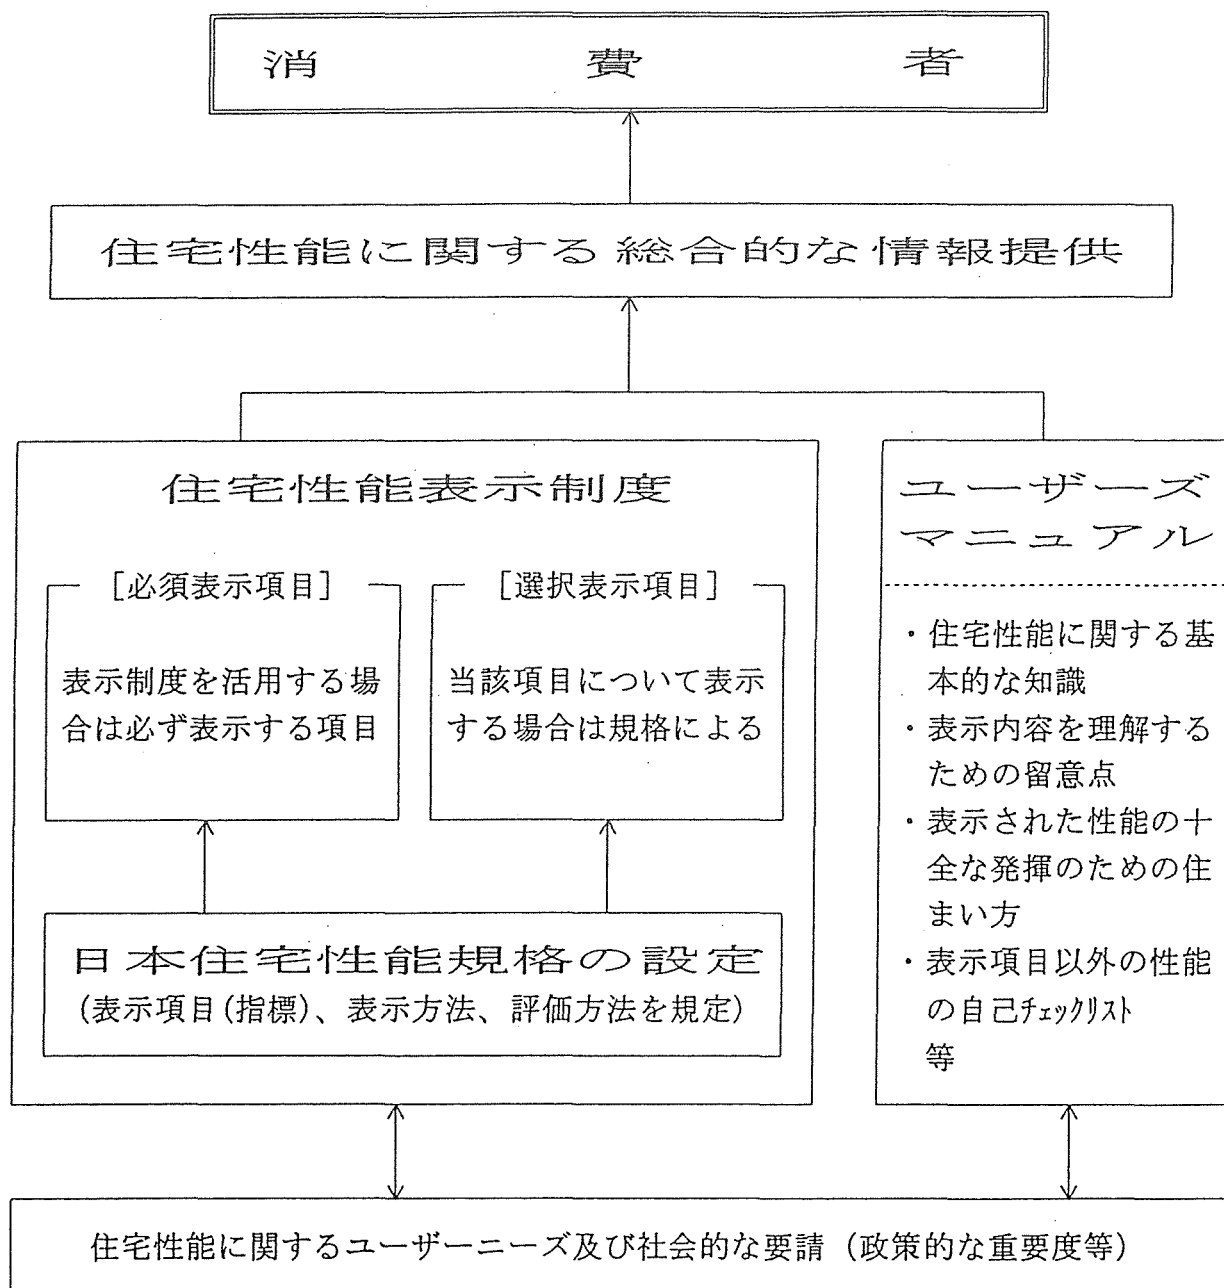 消費者
住宅性能に関する総合的な情報提供
住宅性能表示制度
[必須表示項目]
表示制度を活用する場
合は必ず表示する項目
[選択表示項目]
当該項目について表示
する場合は規格による
日本住宅性能規格の設定
(表示項目(指標)、表示方法、評価方法を規定)
ユーザーズ
マニュアル
・住宅性能に関する基
本的な知識
・表示内容を理解する
ための留意点
・表示された性能の十
全な発揮のための住
まい方
・表示項目以外の性能
の自己チェックリスト
等
住宅性能に関するユーザーニーズ及び社会的な要請(政策的な重要度等)